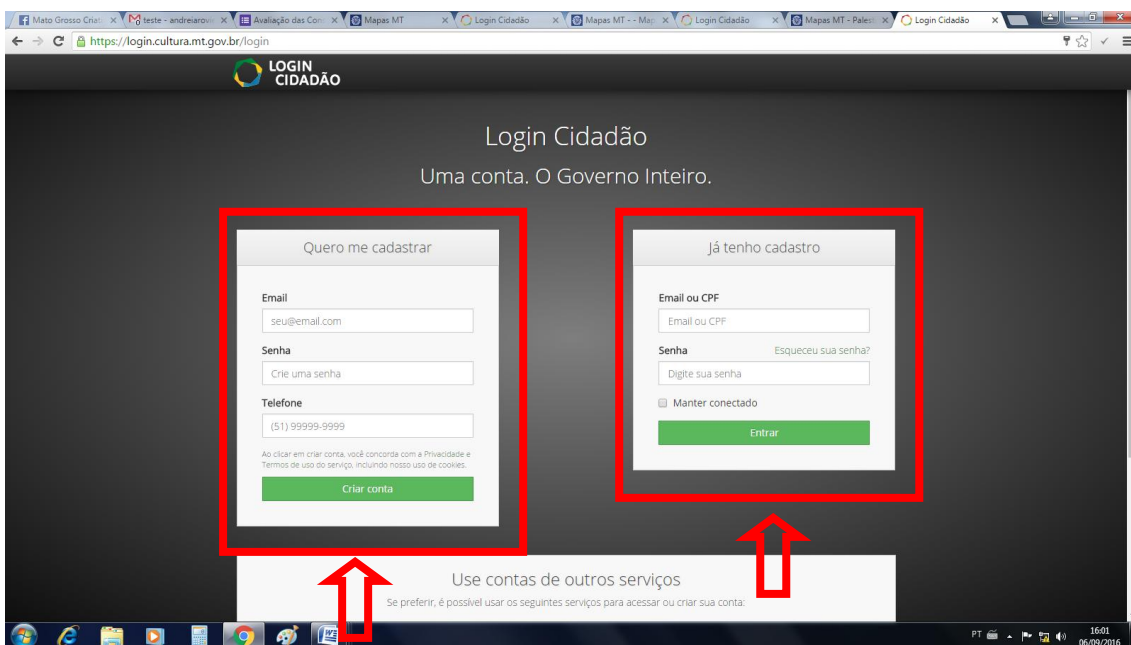 Mato Grosso Criati
teste - andreiarovi
Avaliação das Con
Mapas MT
Login Cidadão
Mapas MT - - Map
Login Cidadão
Mapas MT - Palest
Login Cidadão
https://login.cultura.mt.gov.br/login
LOGIN
CIDADÃO
Login Cidadão
Uma conta. O Governo Inteiro.
Quero me cadastrar
Email
seu@email.com
Senha
Crie uma senha
Telefone
(51) 99999-9999
Ao clicar em criar conta, você concorda com a Privacidade e
Termos de uso do serviço, incluindo nosso uso de cookies.
Criar conta
Já tenho cadastro
Email ou CPF
Email ou CPF
Senha Esqueceu sua senha?
Digite sua senha
Manter conectado
Entrar
Use contas de outros serviços
Se preferir, é possível usar os seguintes serviços para acessar ou criar sua conta:
PT 16:01
06/09/2016